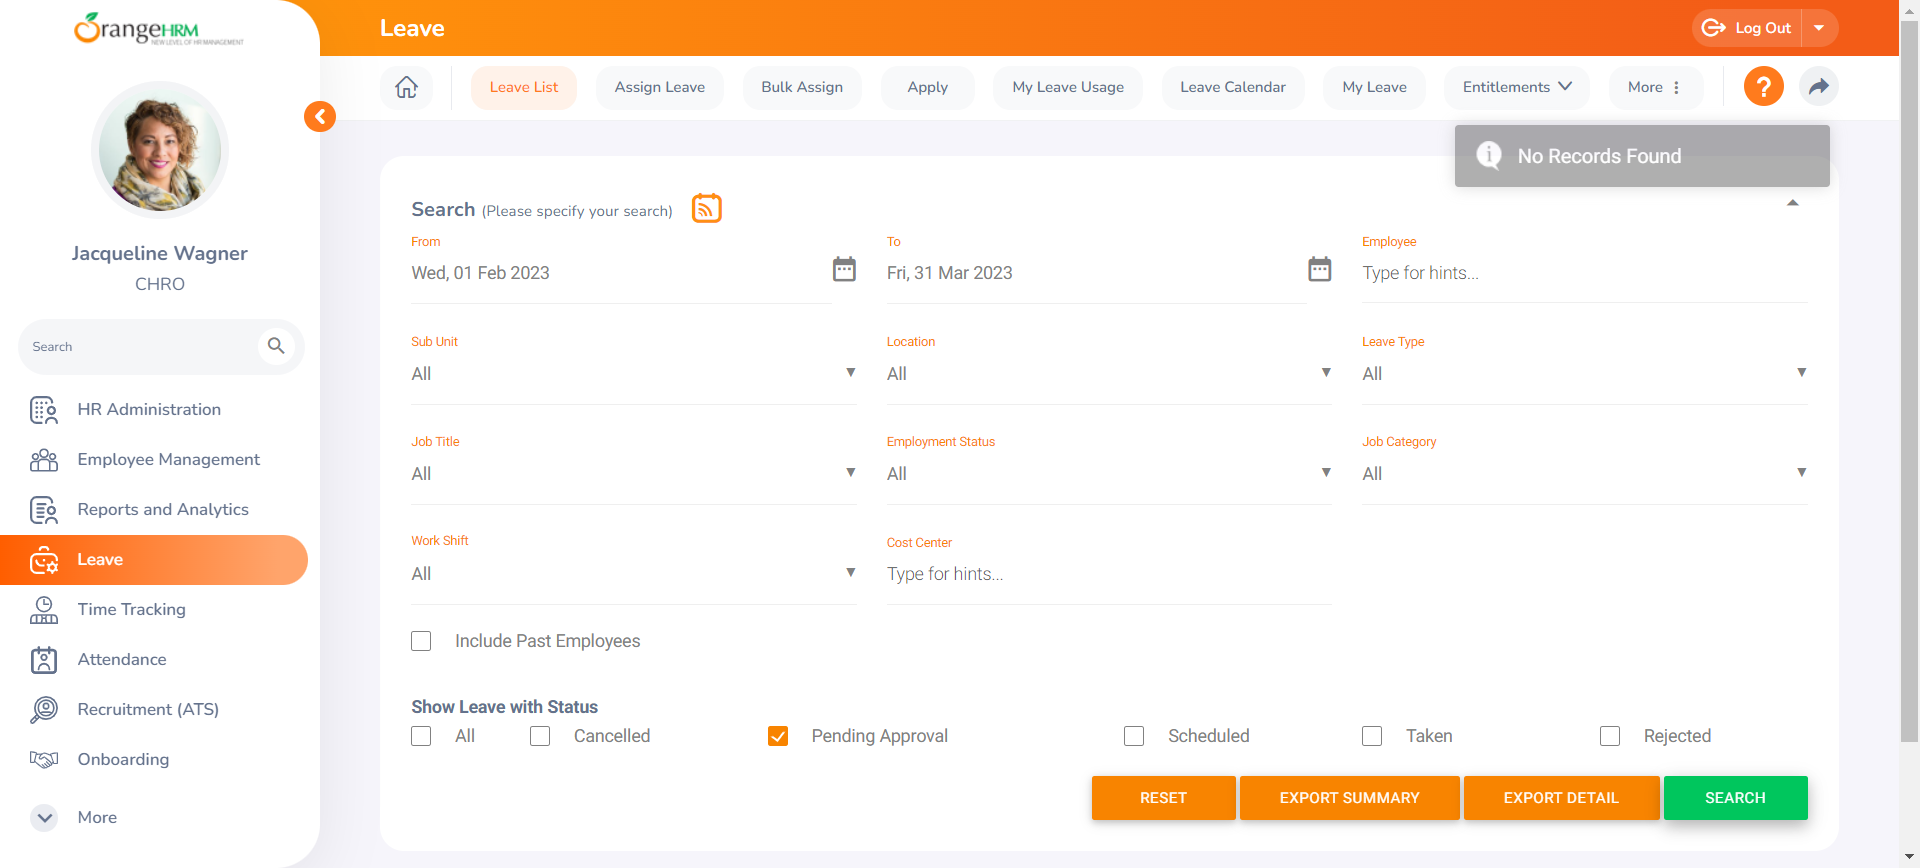 OrangeHRM
NEW LEVEL OF HR MANAGEMENT
Leave
Log Out
Leave List
Assign Leave
Bulk Assign
Apply
My Leave Usage
Leave Calendar
My Leave
Entitlements
More
?
No Records Found
Jacqueline Wagner
CHRO
Search
HR Administration
Employee Management
Reports and Analytics
Leave
Time Tracking
Attendance
Recruitment (ATS)
Onboarding
More
Search (Please specify your search)
From
Wed, 01 Feb 2023
To
Fri, 31 Mar 2023
Employee
Type for hints...
Sub Unit
All
Location
All
Leave Type
All
Job Title
All
Employment Status
All
Job Category
All
Work Shift
All
Cost Center
Type for hints...
Include Past Employees
Show Leave with Status
All
Cancelled
Pending Approval
Scheduled
Taken
Rejected
RESET
EXPORT SUMMARY
EXPORT DETAIL
SEARCH